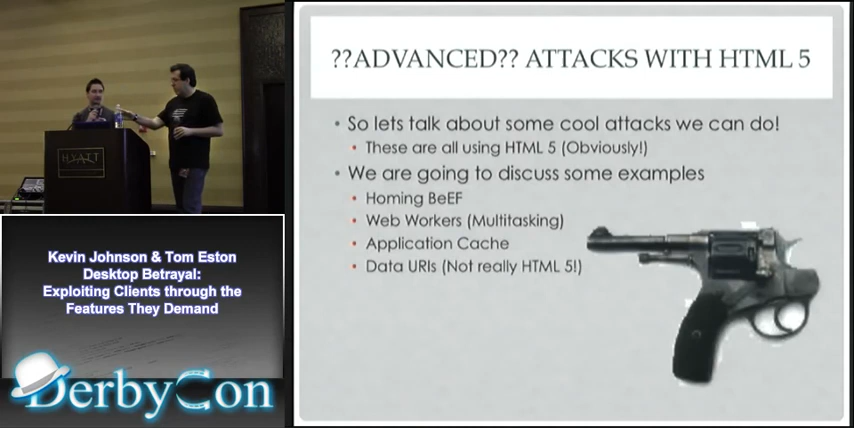 HYATT
Kevin Johnson & Tom Eston
Desktop Betrayal:
Exploiting Clients through the
Features They Demand
DerbyCon
??ADVANCED?? ATTACKS WITH HTML 5
• So lets talk about some cool attacks we can do!
• These are all using HTML 5 (Obviously!)
• We are going to discuss some examples
• Homing BeEF
• Web Workers (Multitasking)
• Application Cache
• Data URIs (Not really HTML 5!)